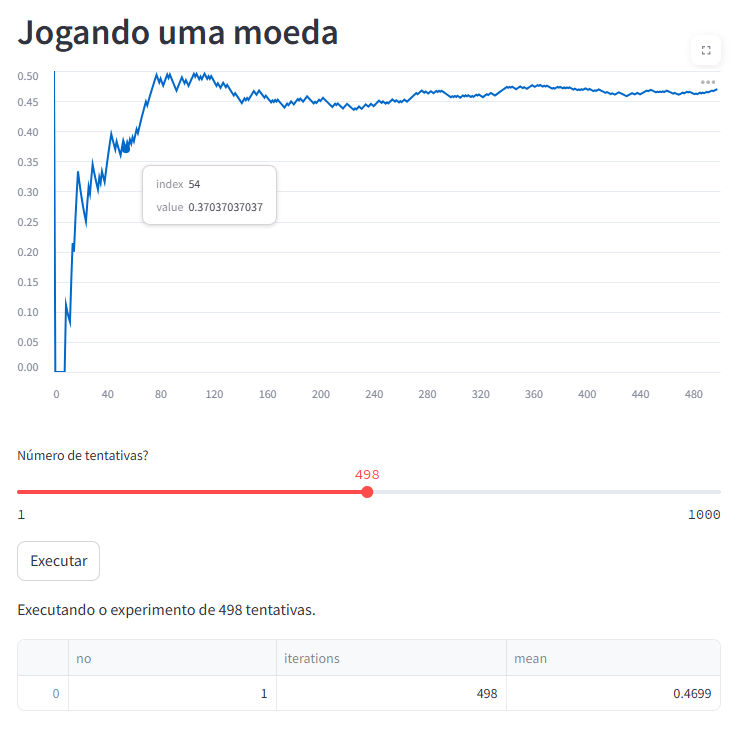 Jogando uma moeda
0.50
0.45
0.40
0.35
0.30
0.25
0.20
0.15
0.10
0.05
0.00
index 54
value 0.37037037037
0 40 80 120 160 200 240 280 320 360 400 440 480
Número de tentativas?
498
1 1000
Executar
Executando o experimento de 498 tentativas.
no iterations mean
0 1 498 0.4699